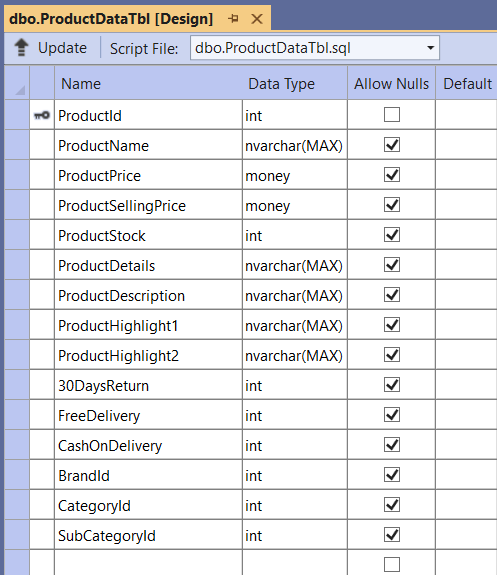 dbo.ProductDataTbl [Design]
Update Script File: dbo.ProductDataTbl.sql
Name Data Type Allow Nulls Default
ProductId int
ProductName nvarchar(MAX)
ProductPrice money
ProductSellingPrice money
ProductStock int
ProductDetails nvarchar(MAX)
ProductDescription nvarchar(MAX)
ProductHighlight1 nvarchar(MAX)
ProductHighlight2 nvarchar(MAX)
30DaysReturn int
FreeDelivery int
CashOnDelivery int
BrandId int
CategoryId int
SubCategoryId int